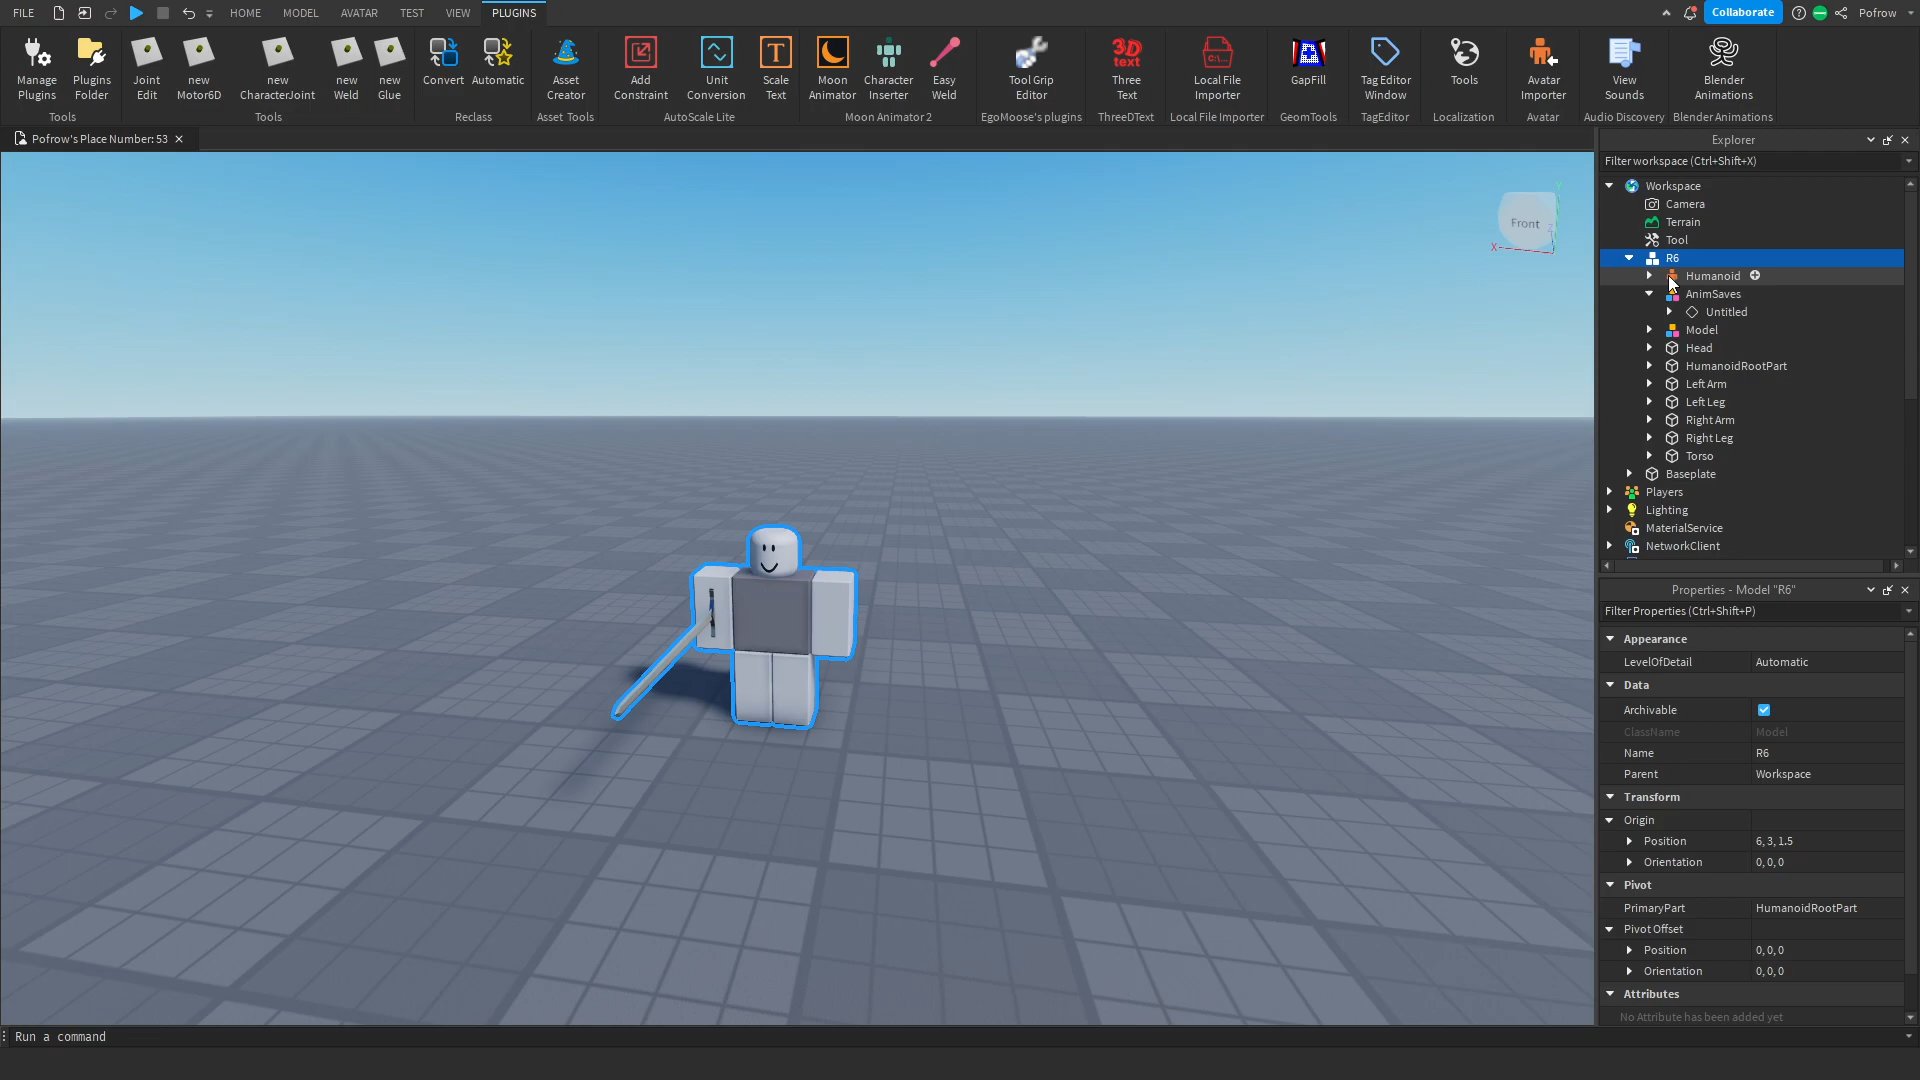 FILE HOME MODEL AVATAR TEST VIEW PLUGINS Collaborate Pofrow
Manage Plugins
Plugins Folder
Tools
Joint Edit
new Motor6D
new CharacterJoint
new Weld
new Glue
Tools
Convert
Automatic
Reclass
Asset Creator
Asset Tools
Add Constraint
Unit Conversion
T
Scale Text
AutoScale Lite
Moon Animator
Character Inserter
Easy Weld
Moon Animator 2
Tool Grip Editor
EgoMoose's plugins
3D text
Three Text
ThreeDText
C:\...
Local File Importer
Local File Importer
GapFill
GeomTools
Tag Editor Window
TagEditor
Tools
Localization
Avatar Importer
Avatar
View Sounds
Audio Discovery
Blender Animations
Blender Animations
Pofrow's Place Number: 53
Front
X
Y
Z
Explorer
Filter workspace (Ctrl+Shift+X)
Workspace
Camera
Terrain
Tool
R6
Humanoid
AnimSaves
Untitled
Model
Head
HumanoidRootPart
Left Arm
Left Leg
Right Arm
Right Leg
Torso
Baseplate
Players
Lighting
MaterialService
NetworkClient
Properties - Model "R6"
Filter Properties (Ctrl+Shift+P)
Appearance
LevelOfDetail Automatic
Data
Archivable
ClassName Model
Name R6
Parent Workspace
Transform
Origin
Position 6, 3, 1.5
Orientation 0, 0, 0
Pivot
PrimaryPart HumanoidRootPart
Pivot Offset
Position 0, 0, 0
Orientation 0, 0, 0
Attributes
No Attribute has been added yet
Run a command